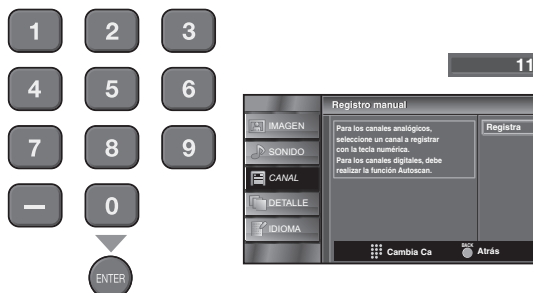 1 2 3
4 5 6
7 8 9
— 0
ENTER
11
Registro manual
IMAGEN
SONIDO
CANAL
DETALLE
IDIOMA
Para los canales analógicos,
seleccione un canal a registrar
con la tecla numérica.
Para los canales digitales, debe
realizar la función Autoscan.
Registra
Cambia Ca
BACK
Atrás